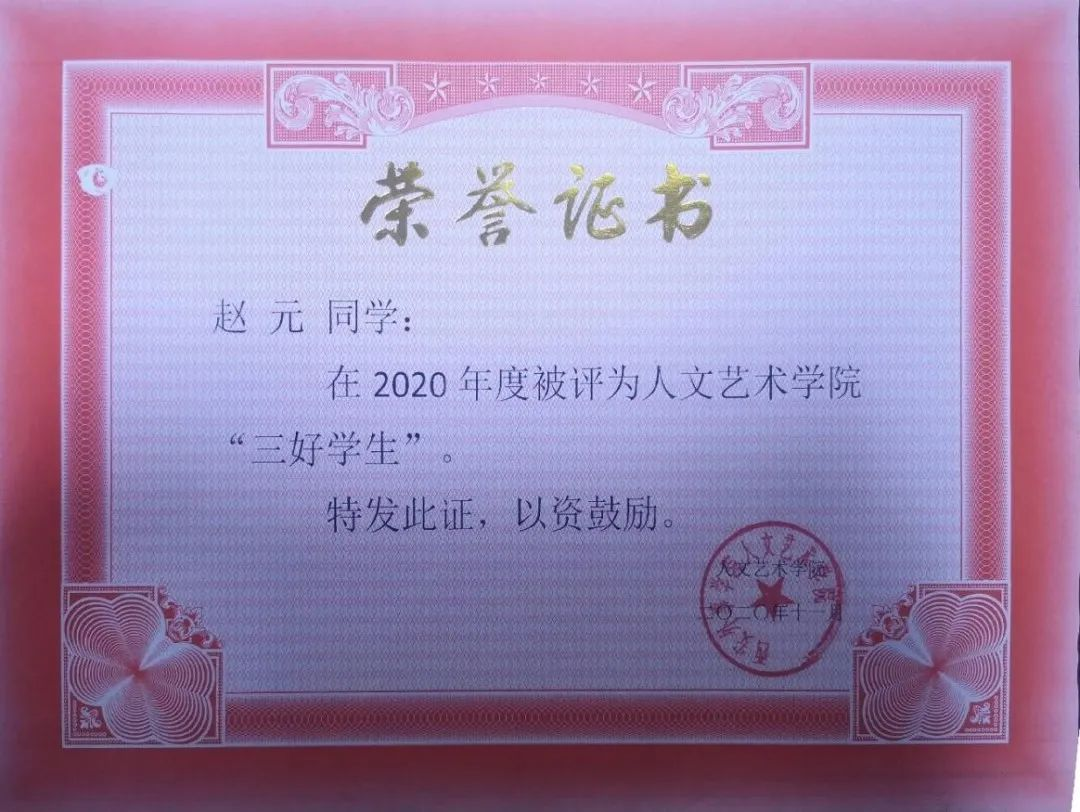 荣誉证书
赵 元 同学：
在 2020 年度被评为人文艺术学院
“三好学生”。
特发此证，以资鼓励。
人文艺术学院
二〇二〇年十一月